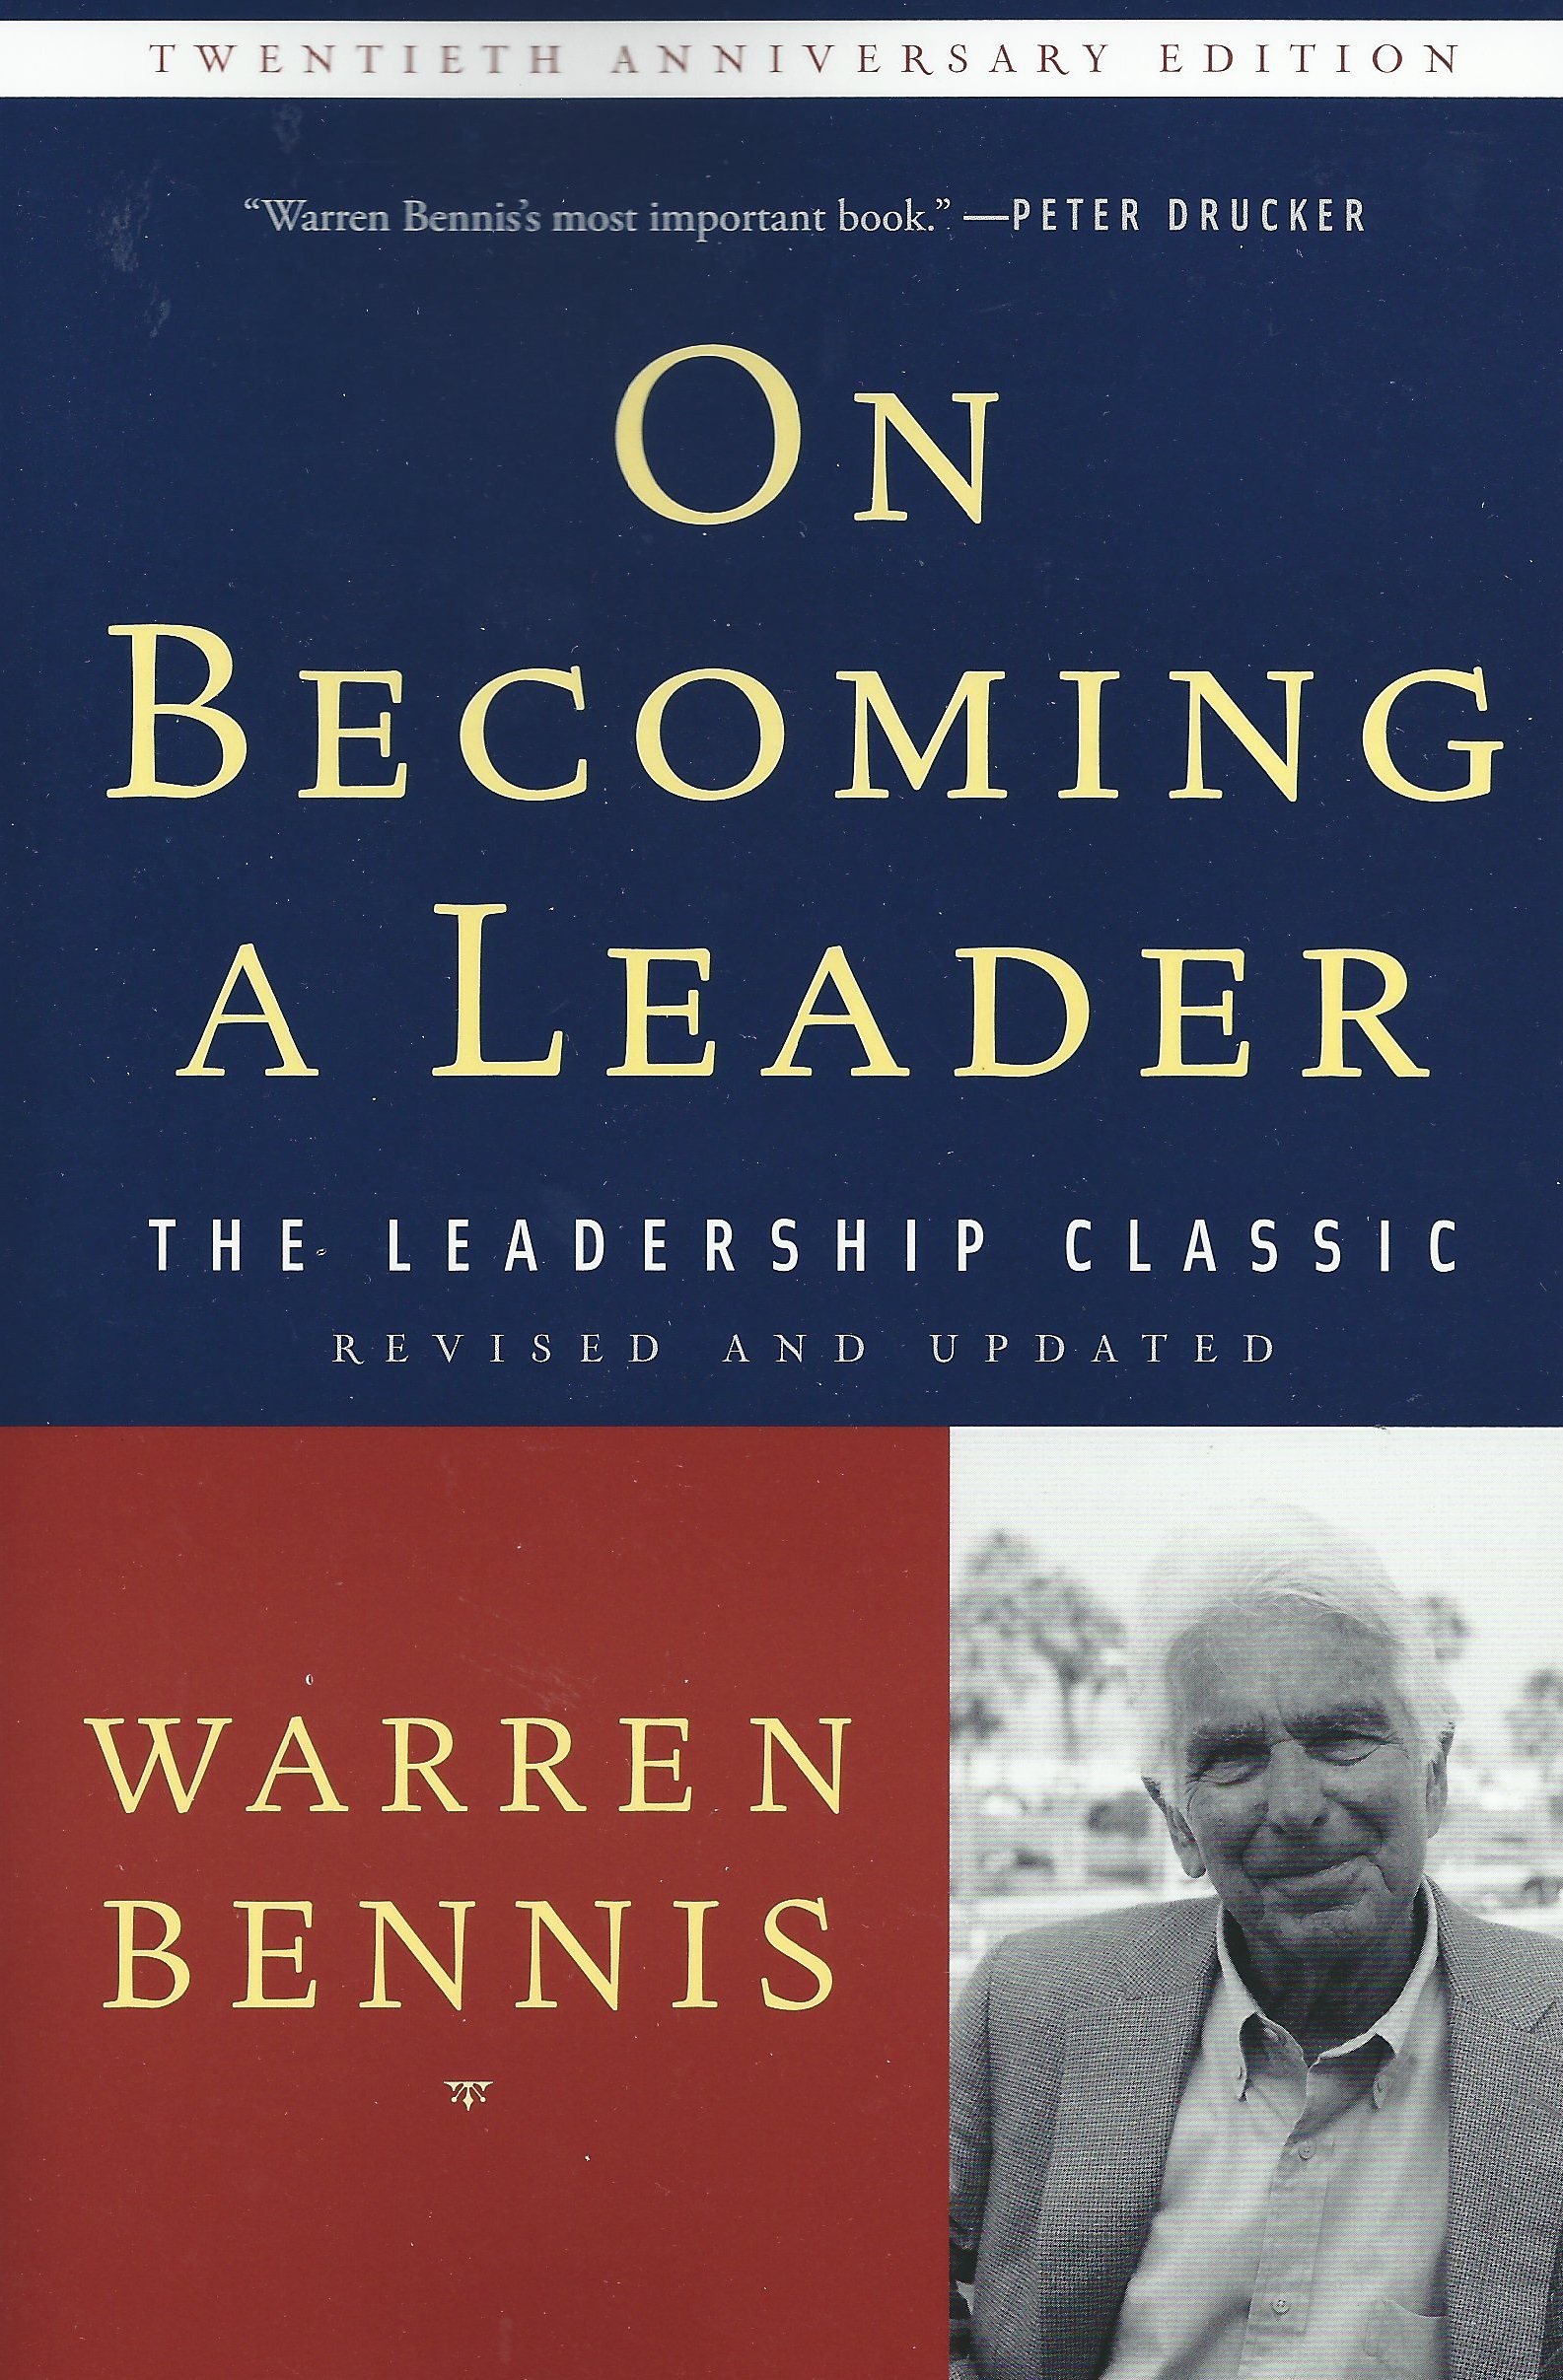 TWENTIETH ANNIVERSARY EDITION
“Warren Bennis’s most important book.” —PETER DRUCKER
ON
BECOMING
A LEADER
THE LEADERSHIP CLASSIC
REVISED AND UPDATED
WARREN
BENNIS